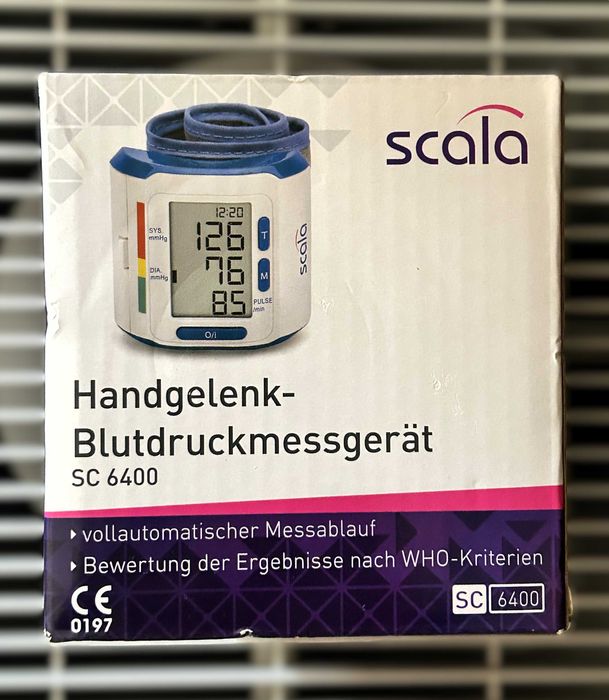 scala
12:20
SYS.
mmHg
126
T
DIA.
mmHg
76
M
scala
85
PULSE
/min
O/I
Handgelenk-
Blutdruckmessgerät
SC 6400
vollautomatischer Messablauf
Bewertung der Ergebnisse nach WHO-Kriterien
CE
0197
SC 6400